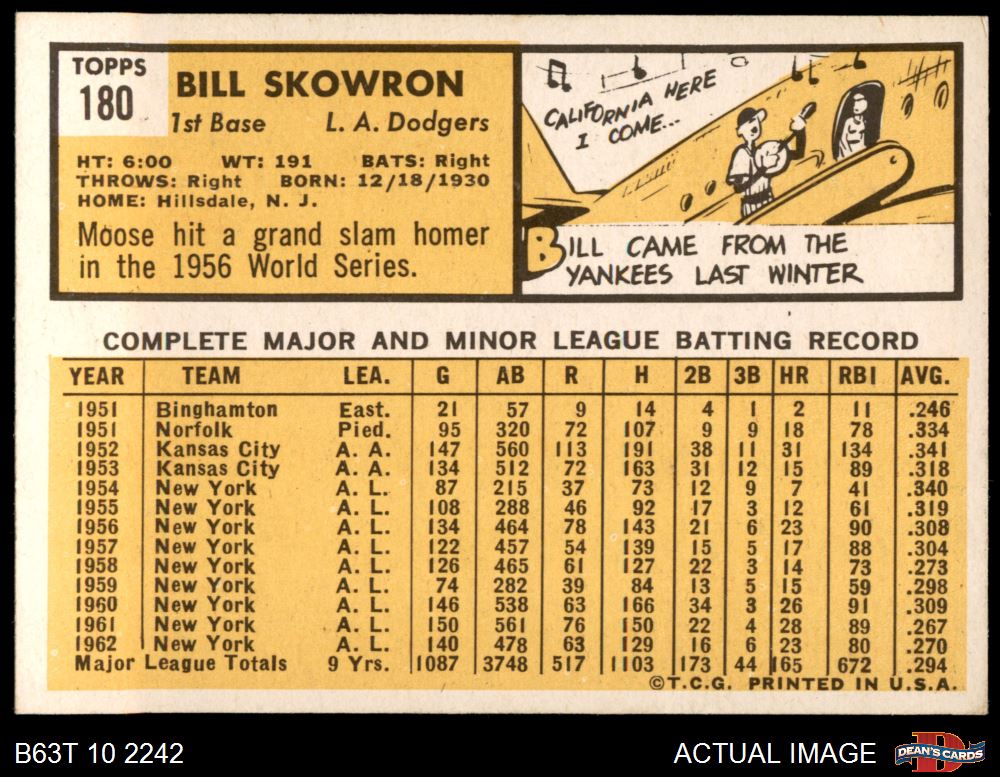 TOPPS
180
BILL SKOWRON
1st Base L. A. Dodgers
HT: 6:00 WT: 191 BATS: Right
THROWS: Right BORN: 12/18/1930
HOME: Hillsdale, N. J.
Moose hit a grand slam homer
in the 1956 World Series.
CALIFORNIA HERE
I COME...
BILL CAME FROM THE
YANKEES LAST WINTER
COMPLETE MAJOR AND MINOR LEAGUE BATTING RECORD
YEAR TEAM LEA. G AB R H 2B 3B HR RBI AVG.
1951 Binghamton East. 21 57 9 14 4 1 2 11 .246
1951 Norfolk Pied. 95 320 72 107 9 9 18 78 .334
1952 Kansas City A. A. 147 560 113 191 38 11 31 134 .341
1953 Kansas City A. A. 134 512 72 163 31 12 15 89 .318
1954 New York A. L. 87 215 37 73 12 9 7 41 .340
1955 New York A. L. 108 288 46 92 17 3 12 61 .319
1956 New York A. L. 134 464 78 143 21 6 23 90 .308
1957 New York A. L. 122 457 54 139 15 5 17 88 .304
1958 New York A. L. 126 465 61 127 22 3 14 73 .273
1959 New York A. L. 74 282 39 84 13 5 15 59 .298
1960 New York A. L. 146 538 63 166 34 3 26 91 .309
1961 New York A. L. 150 561 76 150 22 4 28 89 .267
1962 New York A. L. 140 478 63 129 16 6 23 80 .270
Major League Totals 9 Yrs. 1087 3748 517 1103 173 44 165 672 .294
©T.C.G. PRINTED IN U.S.A.
B63T 10 2242 ACTUAL IMAGE DEAN'S CARDS